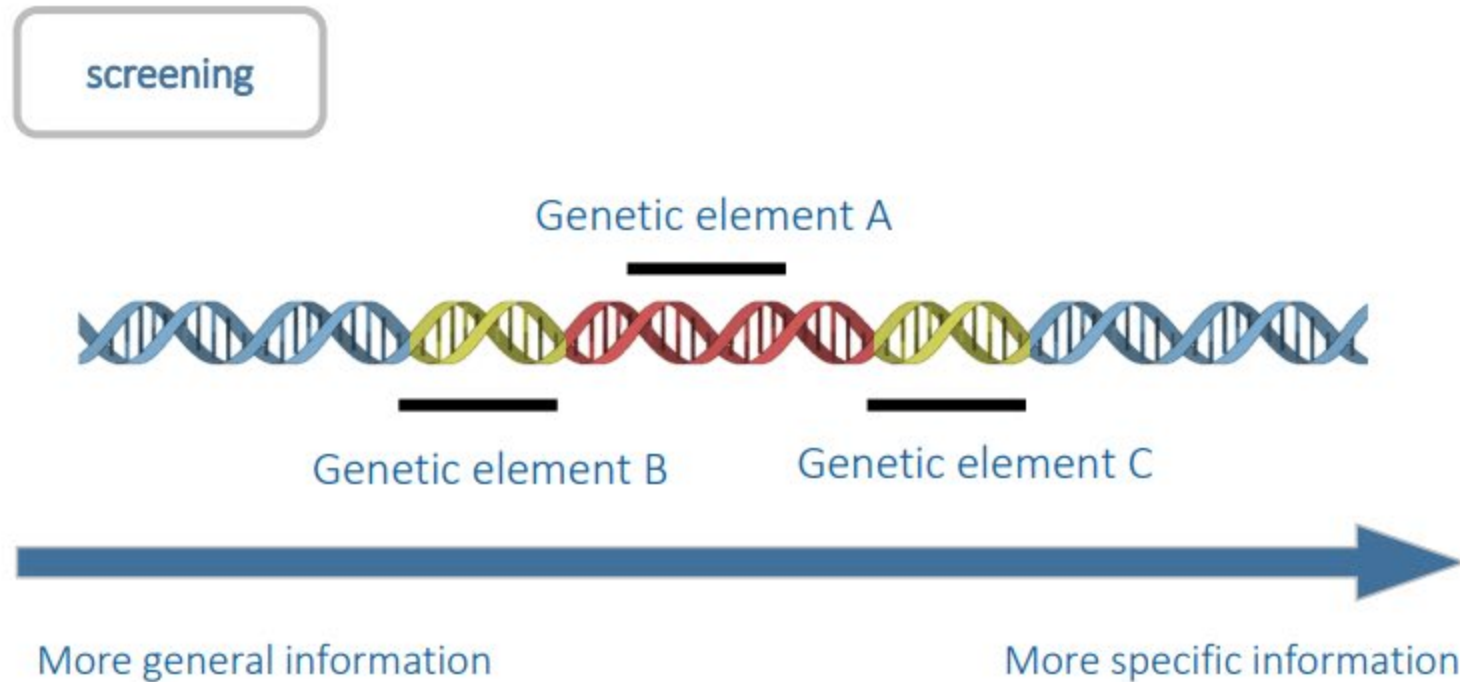 screening
Genetic element A
Genetic element B
Genetic element C
More general information
More specific information